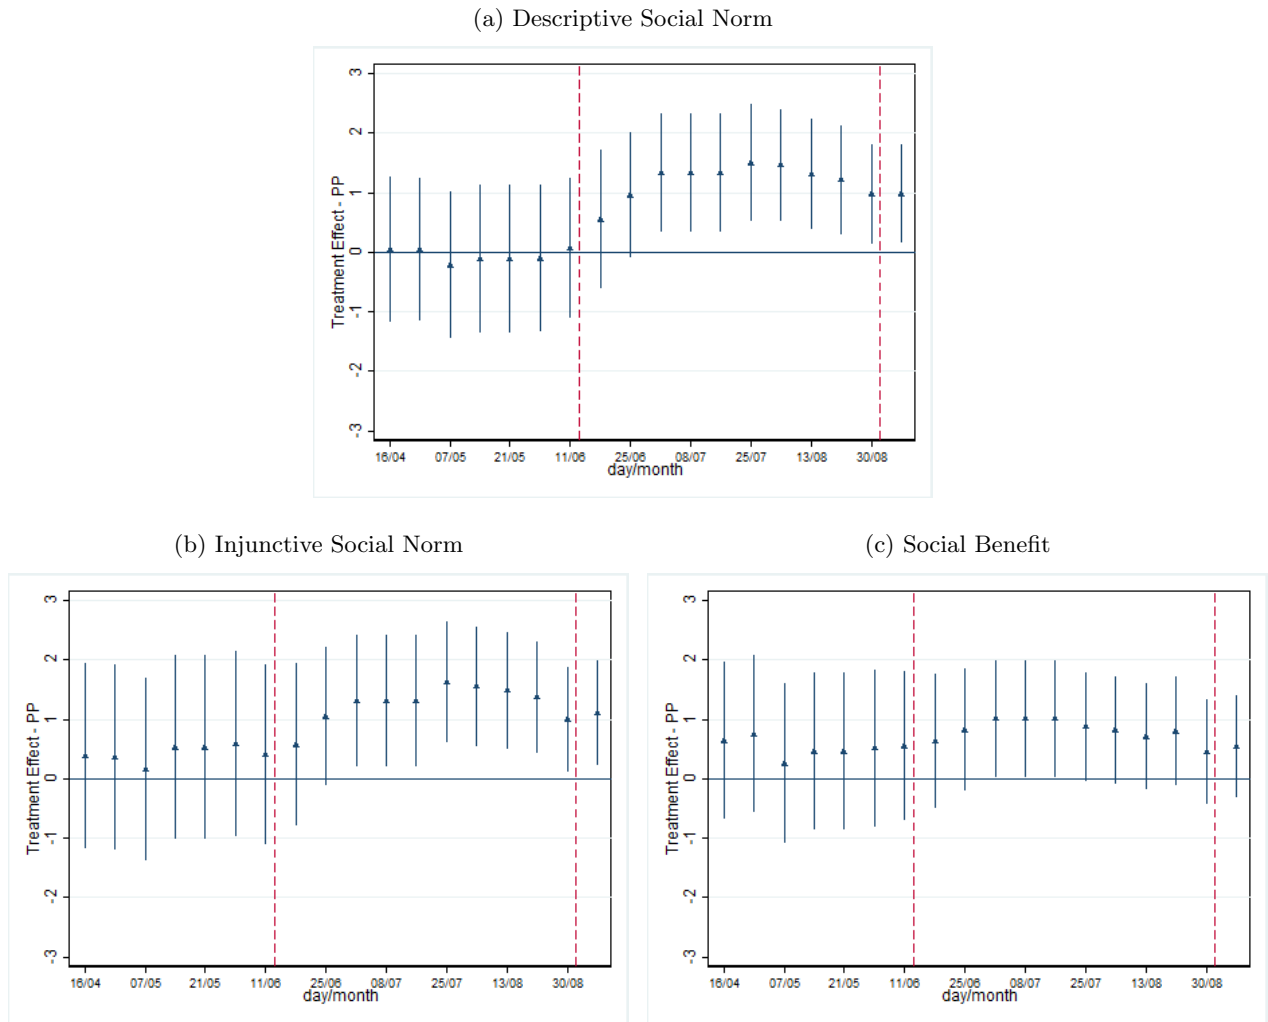 (a) Descriptive Social Norm
Treatment Effect - PP
3
2
1
0
-1
-2
-3
16/04 07/05 21/05 11/06 25/06 08/07 25/07 13/08 30/08
day/month
(b) Injunctive Social Norm
Treatment Effect - PP
3
2
1
0
-1
-2
-3
16/04 07/05 21/05 11/06 25/06 08/07 25/07 13/08 30/08
day/month
(c) Social Benefit
Treatment Effect - PP
3
2
1
0
-1
-2
-3
16/04 07/05 21/05 11/06 25/06 08/07 25/07 13/08 30/08
day/month